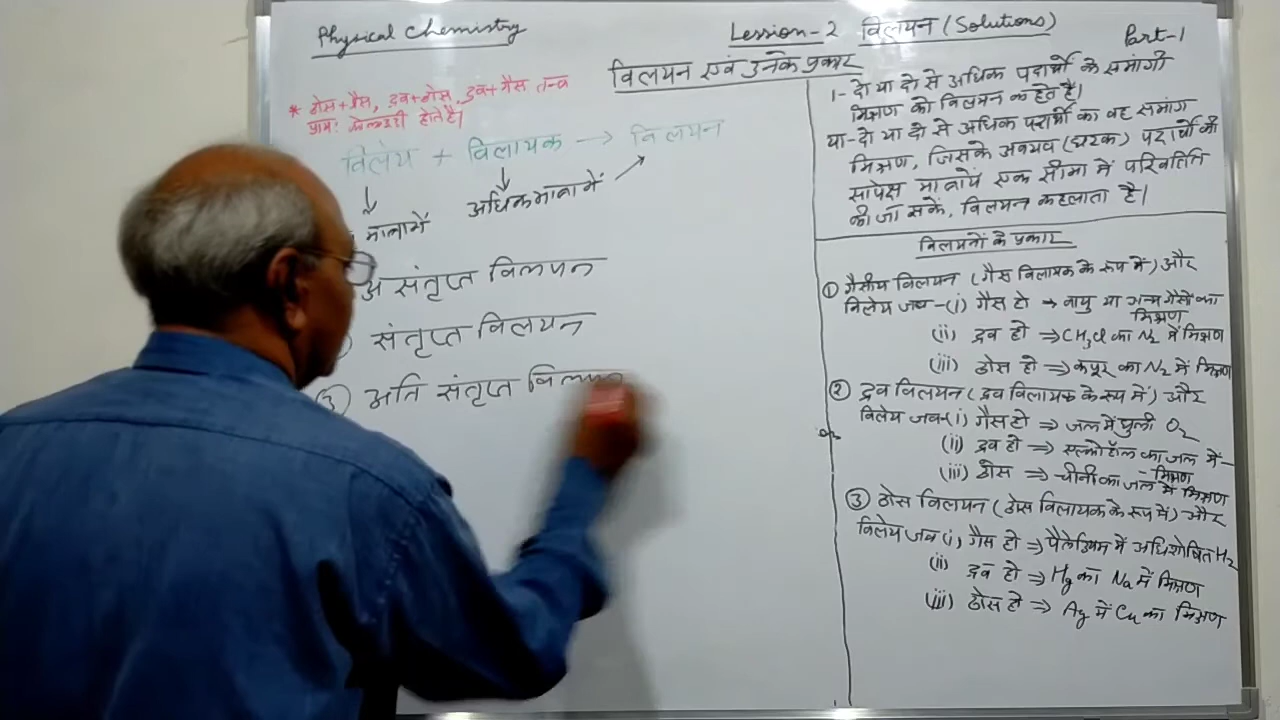 Physical Chemistry
Lession-2 विलयन (Solutions)
Part-1
विलयन एवं उनके प्रकार
* ठोस+गैस, द्रव+ठोस, द्रव+गैस
प्रायः होते हैं।
विलेय + विलायक → विलयन
मात्रा में
अधिक मात्रा में
असंतृप्त विलयन
संतृप्त विलयन
③ अति संतृप्त विलयन
1- दो या दो से अधिक पदार्थों के समांगी
मिश्रण को विलयन कहते है।
या- दो या दो से अधिक पदार्थों का वह समांग
मिश्रण, जिसके अवयव (घटक) पदार्थों की
सापेक्ष मात्रायें एक सीमा में परिवर्तित
की जा सकें, विलयन कहलाता है।
विलयनों के प्रकार
① गैसीय विलयन (गैस विलायक के रूप में) और
विलेय जब-(i) गैस हो → वायु या अन्य गैसों का
मिश्रण
(ii) द्रव हो ⇒ CH₃Cl का N₂ में मिश्रण
(iii) ठोस हो ⇒ कपूर का N₂ में मिश्रण
② द्रव विलयन (द्रव विलायक के रूप में) और
विलेय जब-(i) गैस हो ⇒ जल में घुली O₂
(ii) द्रव हो ⇒ एल्कोहॉल का जल में-
-मिश्रण
(iii) ठोस ⇒ चीनी का जल में मिश्रण
③ ठोस विलयन (ठोस विलायक के रूप में) और
विलेय जब (i) गैस हो ⇒ पैलेडियम में अधिशोषित H₂
(ii) द्रव हो ⇒ Hg का Na में मिश्रण
(iii) ठोस हो ⇒ Ag में Cu का मिश्रण